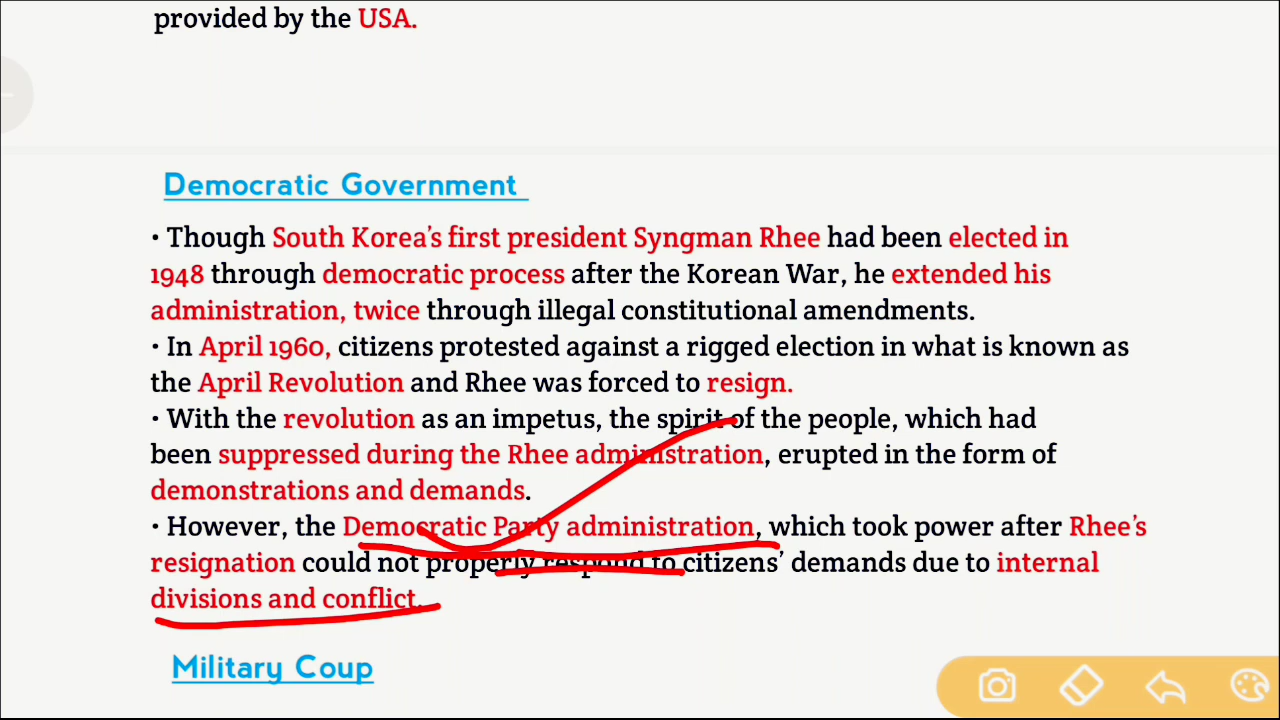 provided by the USA.
Democratic Government
• Though South Korea's first president Syngman Rhee had been elected in
1948 through democratic process after the Korean War, he extended his
administration, twice through illegal constitutional amendments.
• In April 1960, citizens protested against a rigged election in what is known as
the April Revolution and Rhee was forced to resign.
• With the revolution as an impetus, the spirit of the people, which had
been suppressed during the Rhee administration, erupted in the form of
demonstrations and demands.
• However, the Democratic Party administration, which took power after Rhee's
resignation could not properly respond to citizens' demands due to internal
divisions and conflict.
Military Coup